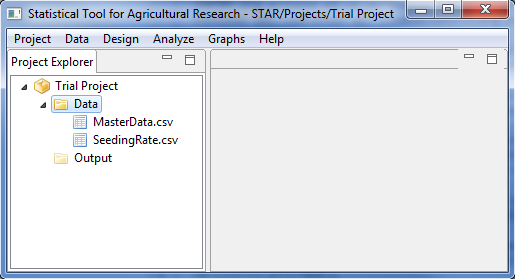 Statistical Tool for Agricultural Research - STAR/Projects/Trial Project
Project Data Design Analyze Graphs Help
Project Explorer
Trial Project
Data
MasterData.csv
SeedingRate.csv
Output